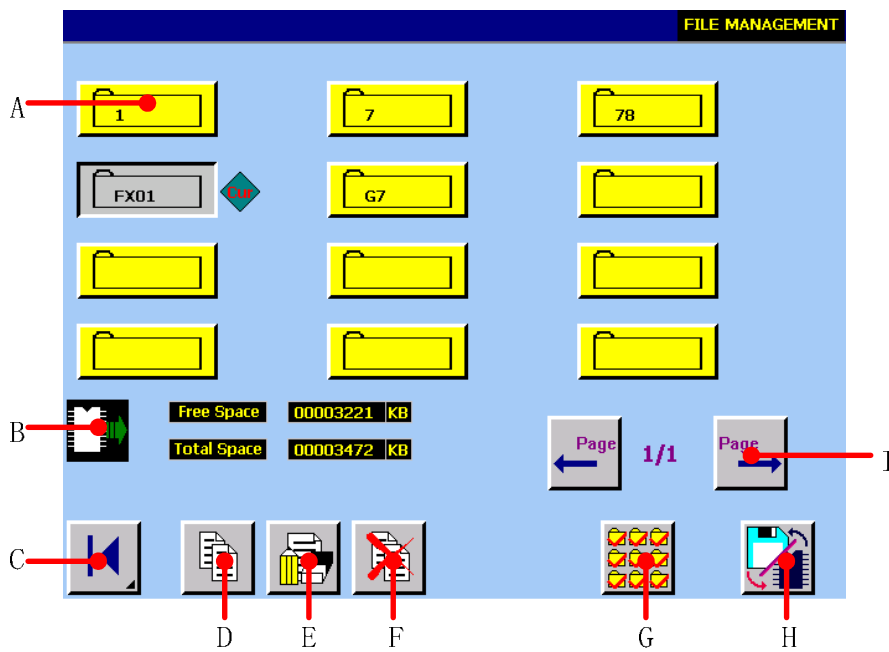 FILE MANAGEMENT
A
1
7
78
FX01
Cur
G7
B
Free Space 00003221 KB
Total Space 00003472 KB
Page
1/1
Page
I
C
D
E
F
G
H